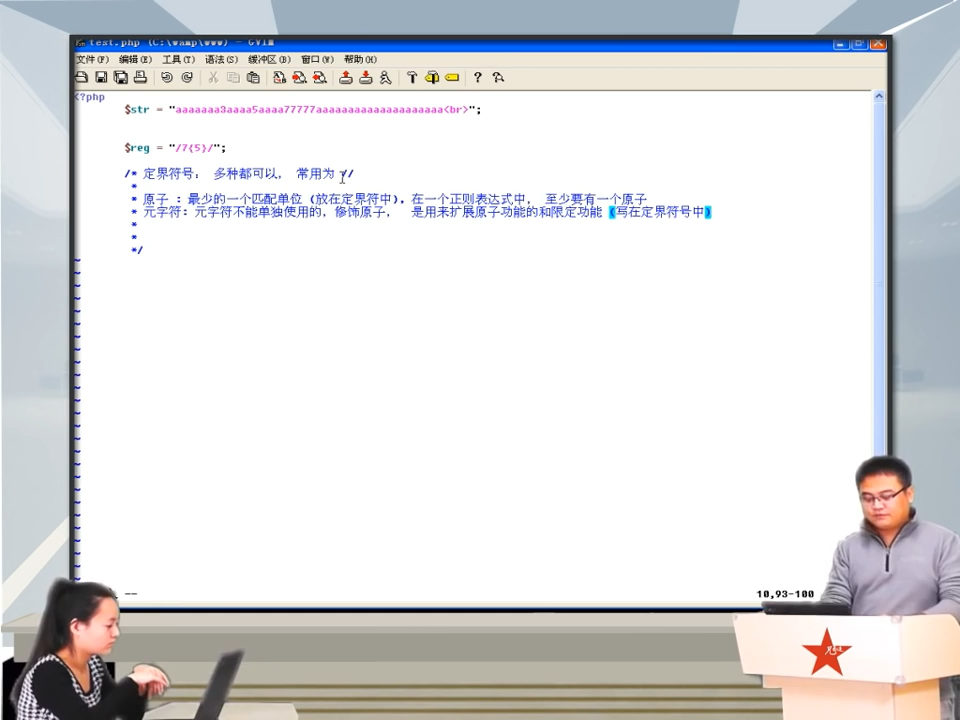 test.php (C:\wamp\www) - GVIM
文件(F) 编辑(E) 工具(T) 语法(S) 缓冲区(B) 窗口(W) 帮助(H)
<?php
$str = "aaaaaaa3aaaa5aaaa77777aaaaaaaaaaaaaaaaaaaa<br>";
$reg = "/7{5}/";
/* 定界符号： 多种都可以， 常用为 //
*
* 原子 ：最少的一个匹配单位 (放在定界符中)。在一个正则表达式中， 至少要有一个原子
* 元字符：元字符不能单独使用的，修饰原子， 是用来扩展原子功能的和限定功能 (写在定界符号中)
*
*
*/
-- 10,93-100